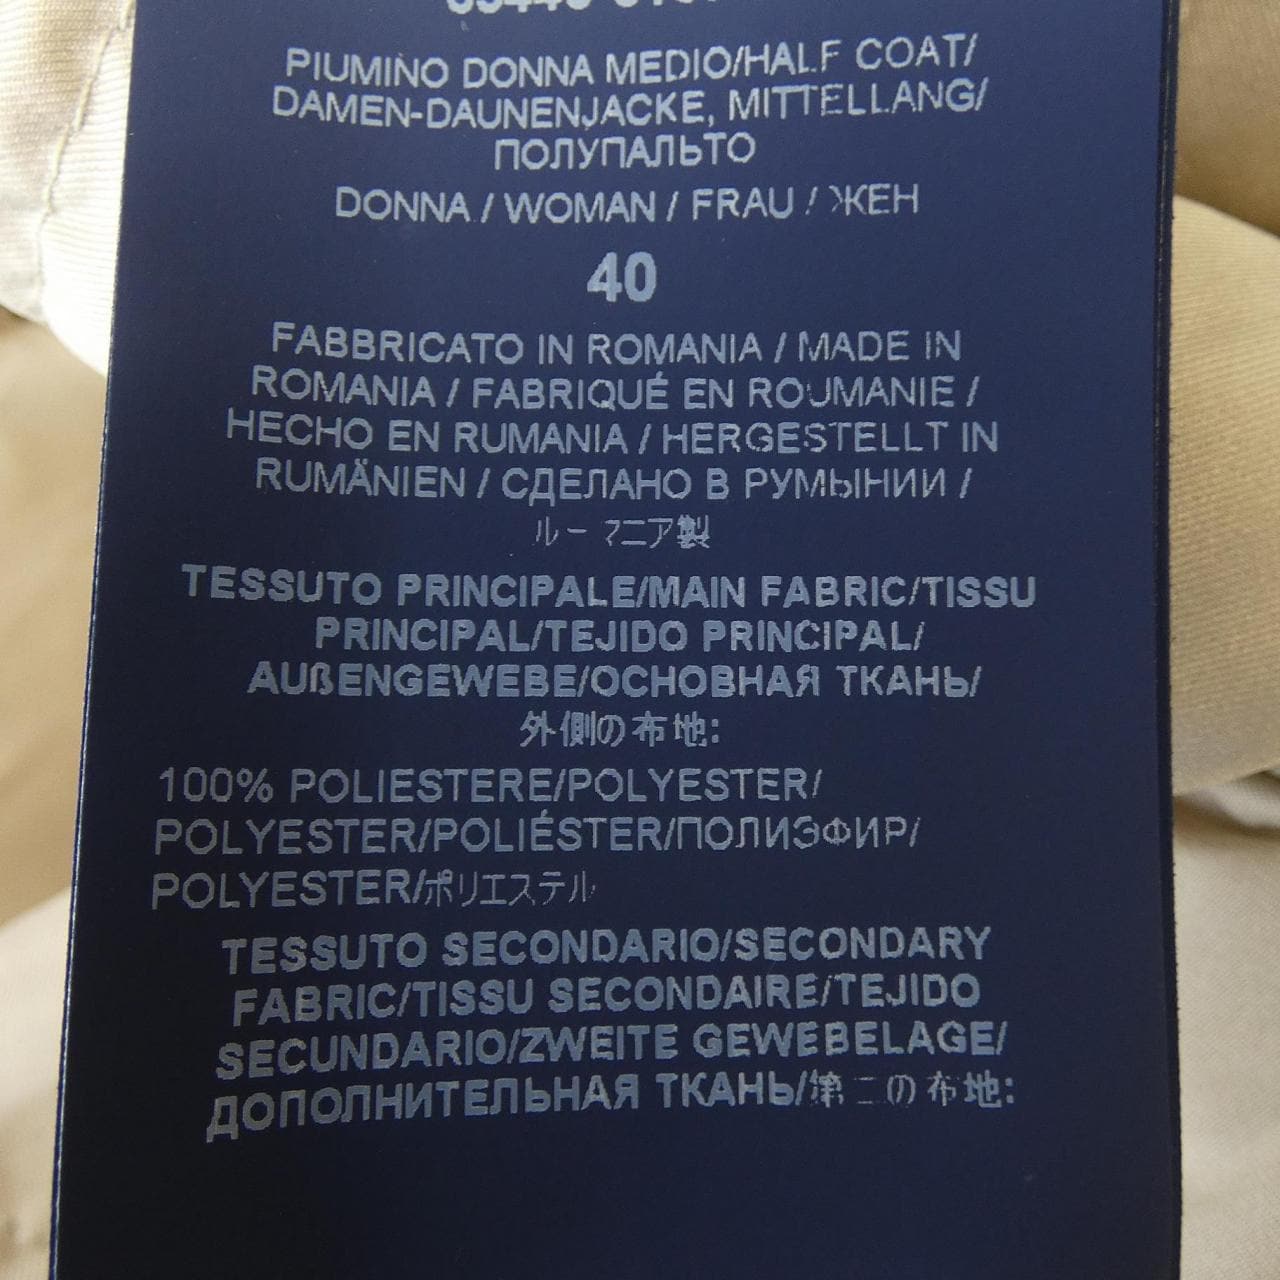 PIUMINO DONNA MEDIO/HALF COAT/
DAMEN-DAUNENJACKE, MITTELLANG/
ПОЛУПАЛЬТО
DONNA / WOMAN / FRAU / ЖЕН
40
FABBRICATO IN ROMANIA / MADE IN
ROMANIA / FABRIQUÉ EN ROUMANIE /
HECHO EN RUMANIA / HERGESTELLT IN
RUMÄNIEN / СДЕЛАНО В РУМЫНИИ /
ルーマニア製
TESSUTO PRINCIPALE/MAIN FABRIC/TISSU
PRINCIPAL/TEJIDO PRINCIPAL/
AUßENGEWEBE/ОСНОВНАЯ ТКАНЬ/
外側の布地:
100% POLIESTERE/POLYESTER/
POLYESTER/POLIÉSTER/ПОЛИЭФИР/
POLYESTER/ポリエステル
TESSUTO SECONDARIO/SECONDARY
FABRIC/TISSU SECONDAIRE/TEJIDO
SECUNDARIO/ZWEITE GEWEBELAGE/
ДОПОЛНИТЕЛЬНАЯ ТКАНЬ/第二の布地: